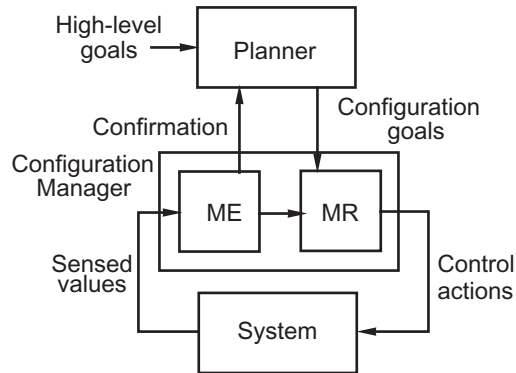 High-level
goals
Planner
Confirmation
Configuration
goals
Configuration
Manager
ME
MR
Sensed
values
Control
actions
System